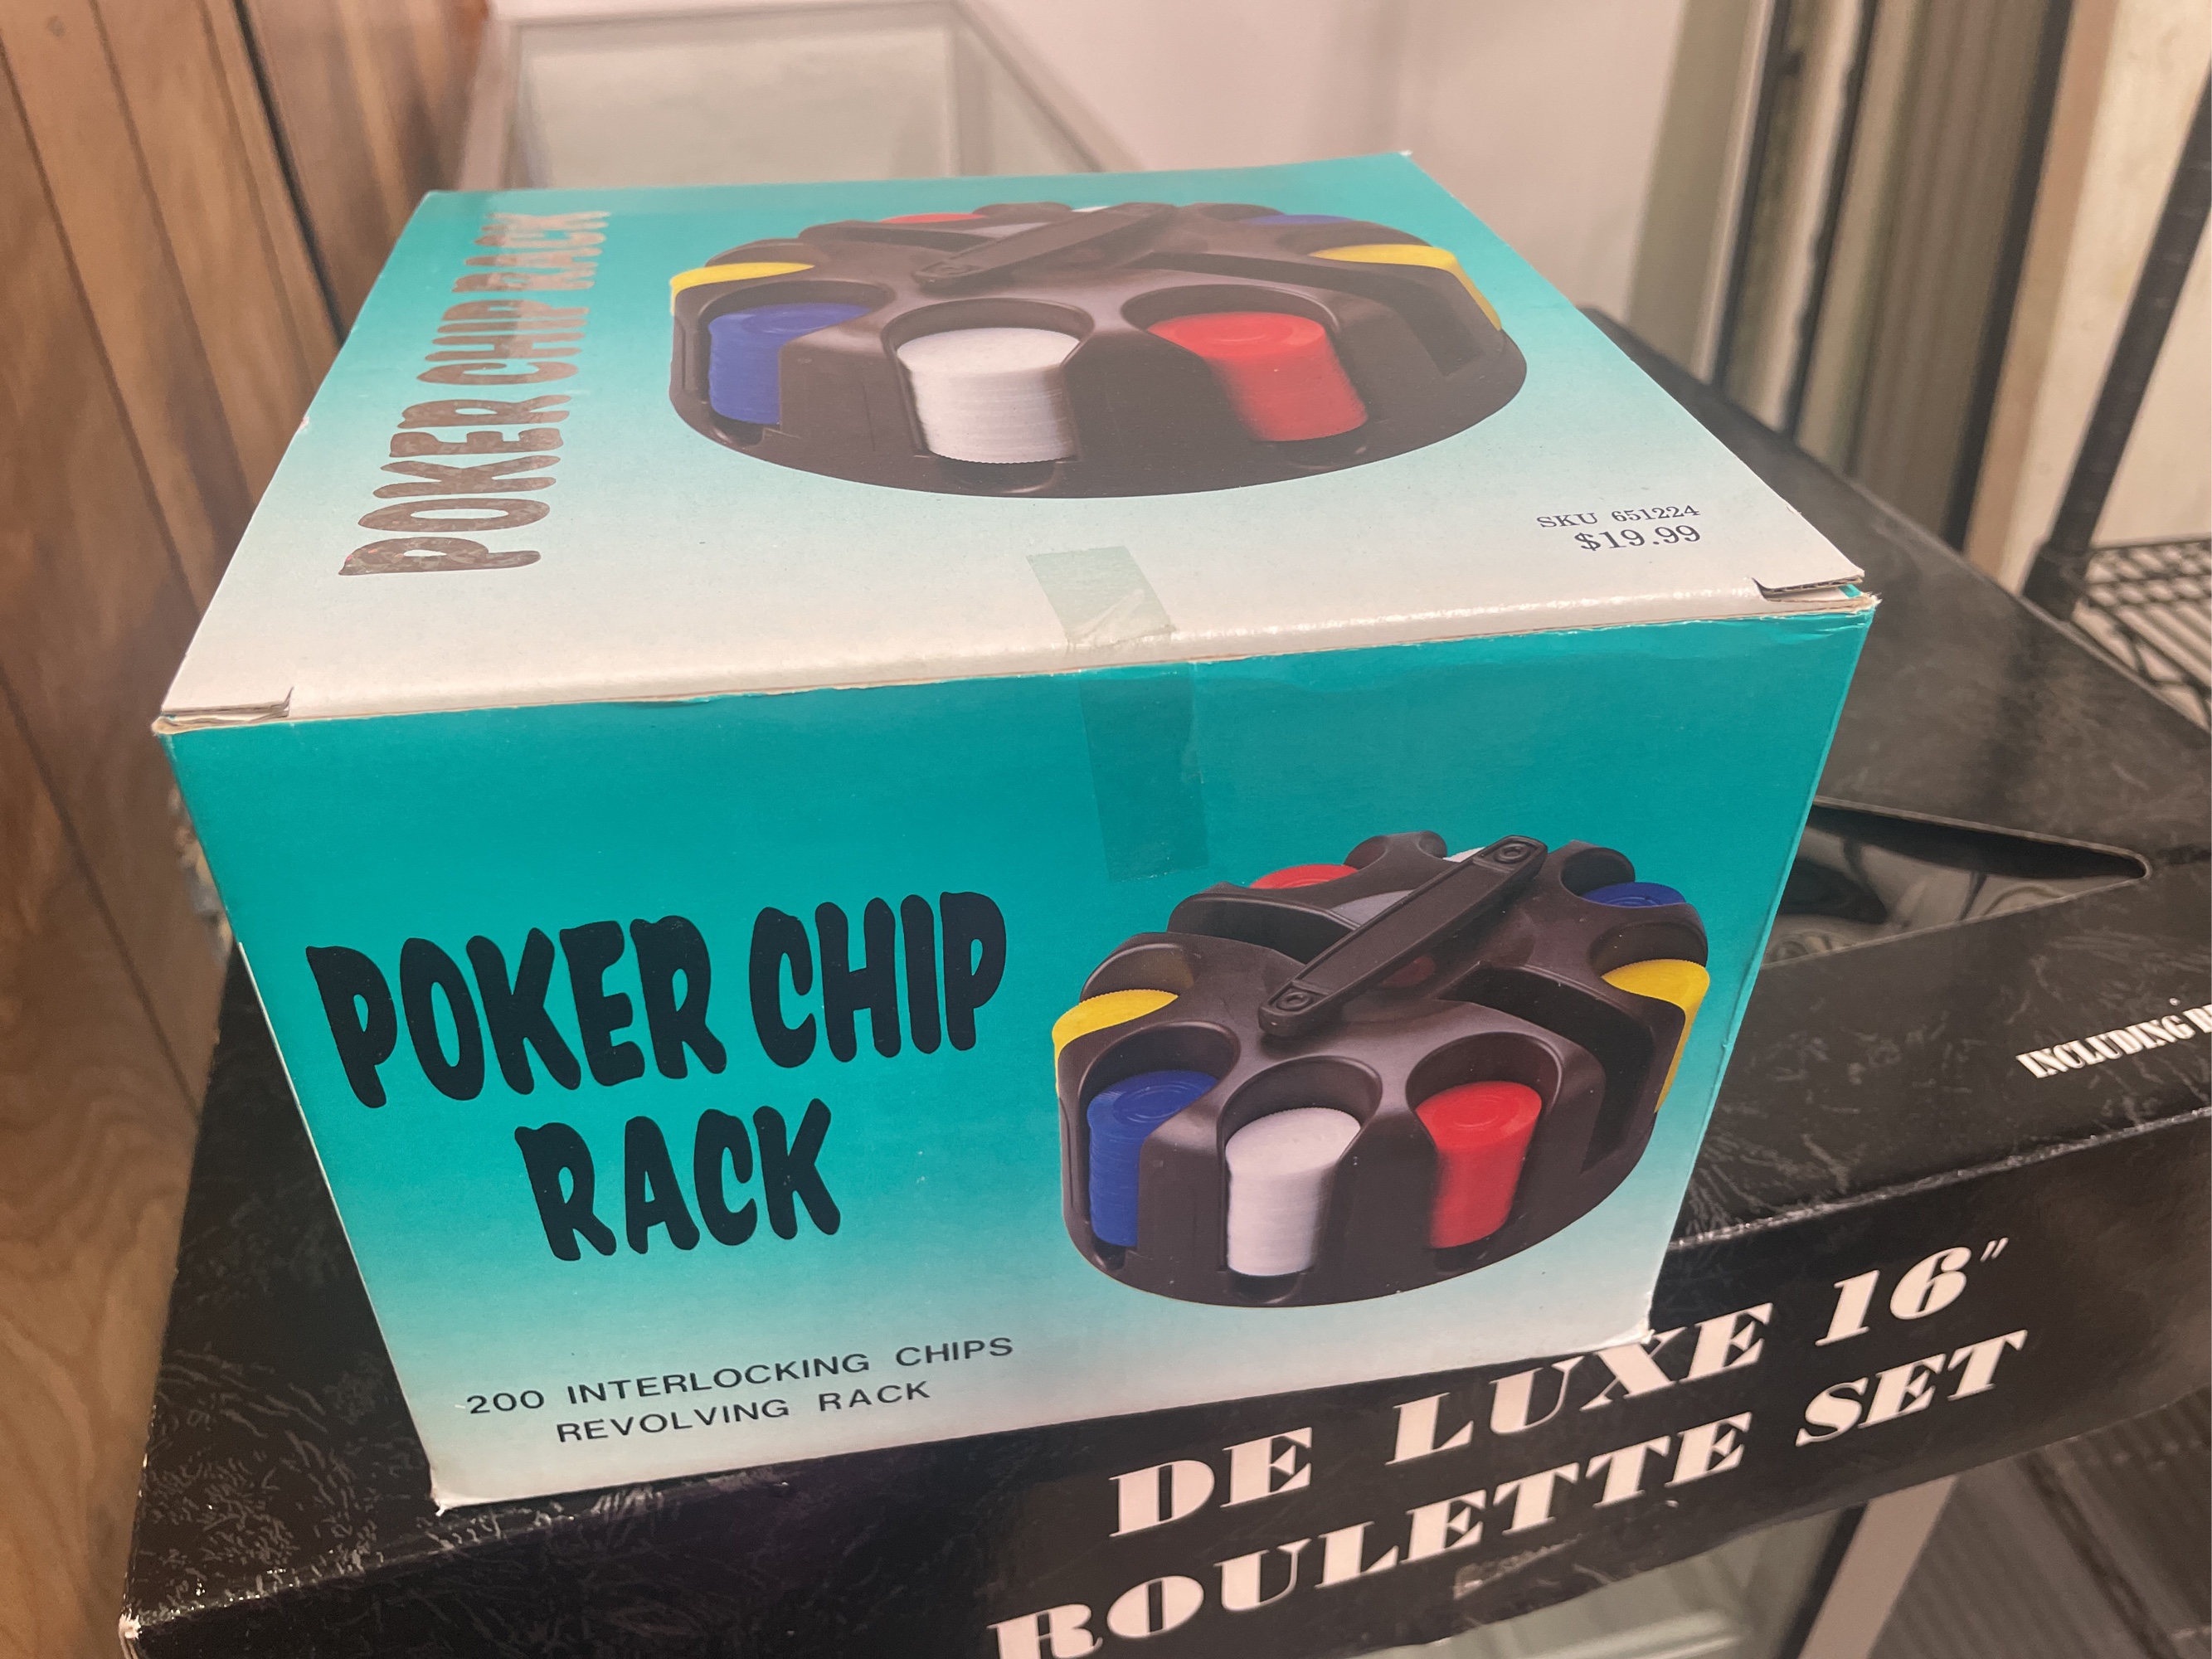 POKER CHIP RACK
SKU 651224
$19.99
POKER CHIP
RACK
200 INTERLOCKING CHIPS
REVOLVING RACK
INCLUDING
DE LUXE 16"
ROULETTE SET